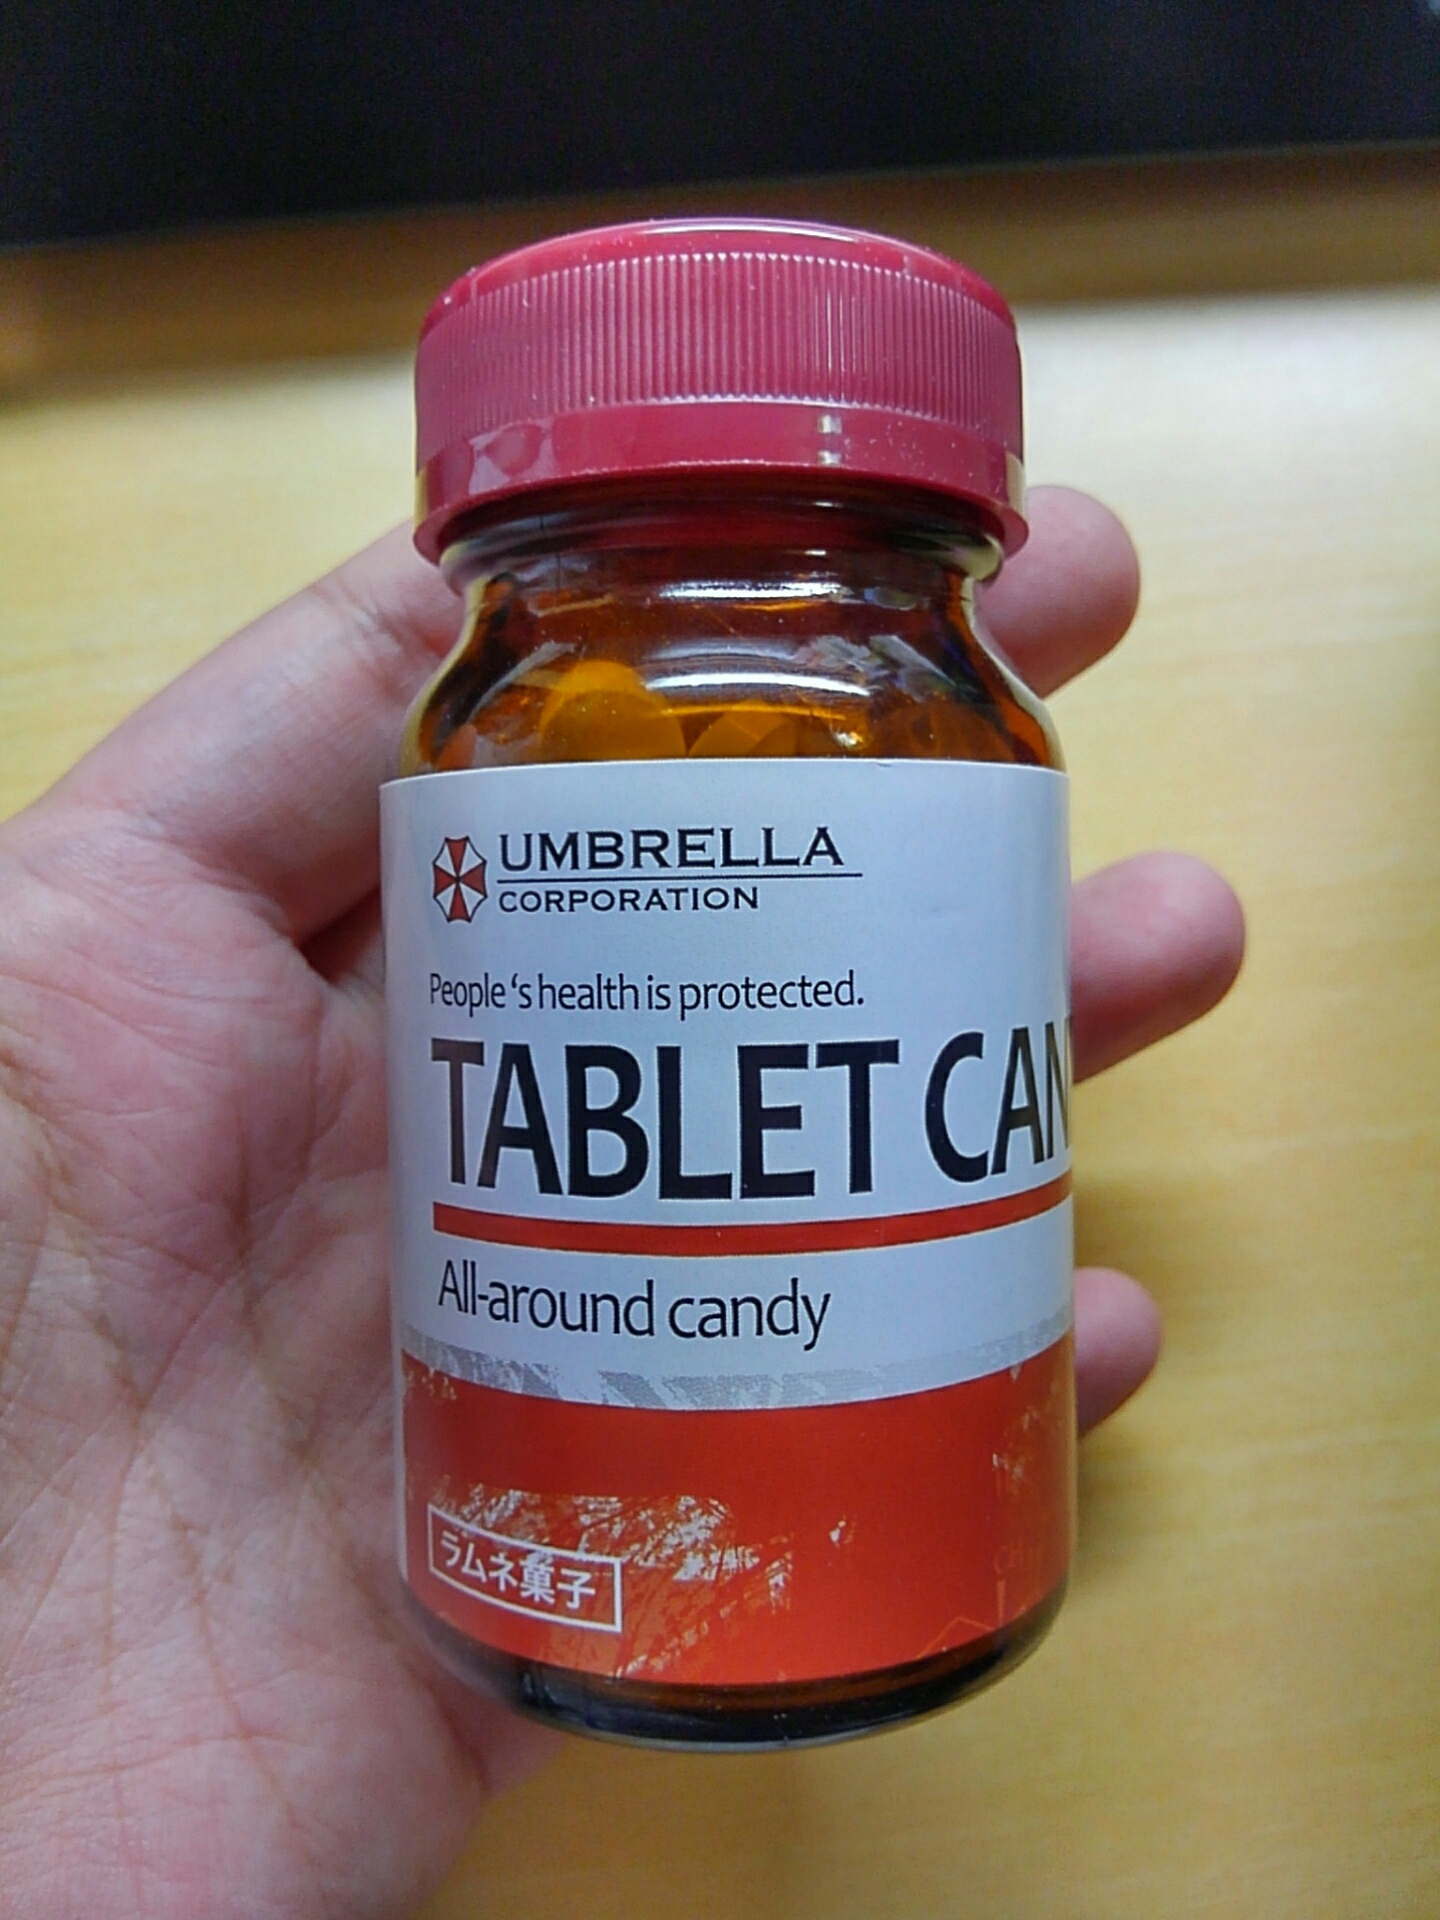 UMBRELLA
CORPORATION
People ‘s health is protected.
TABLET CAN
All-around candy
ラムネ菓子